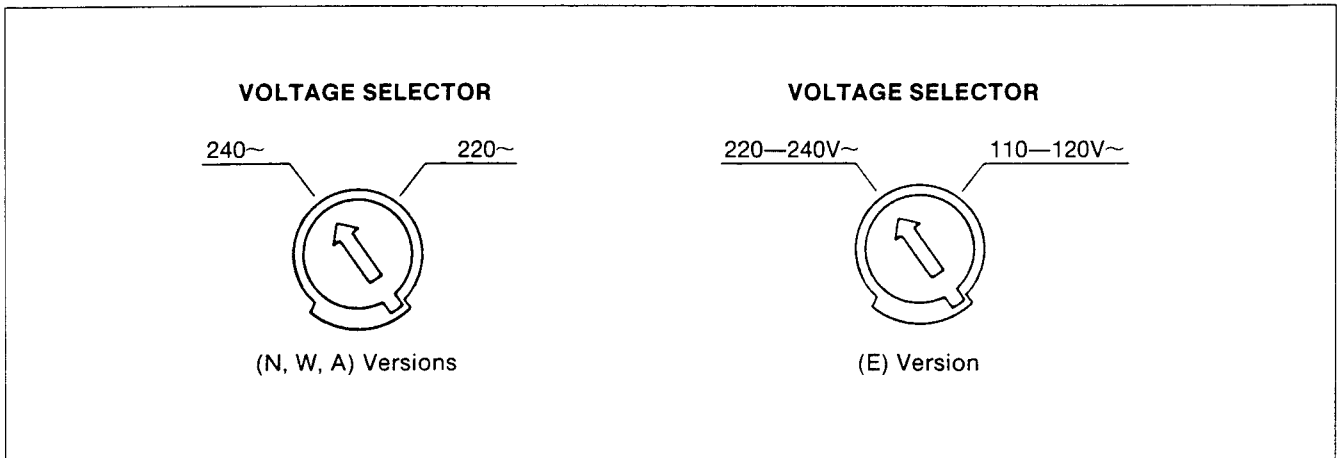 VOLTAGE SELECTOR
240~ 220~
(N, W, A) Versions
VOLTAGE SELECTOR
220—240V~ 110—120V~
(E) Version